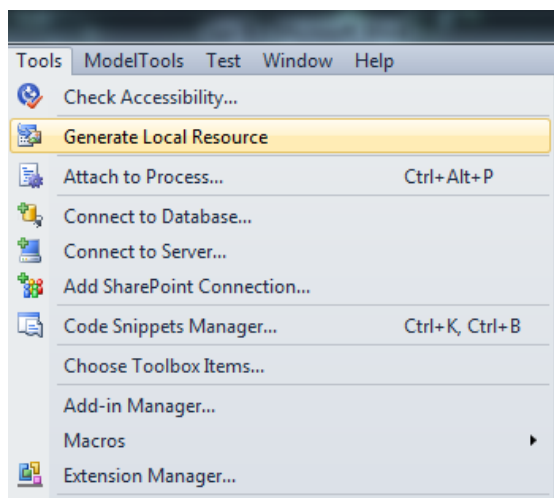 Tools ModelTools Test Window Help
Check Accessibility...
Generate Local Resource
Attach to Process... Ctrl+Alt+P
Connect to Database...
Connect to Server...
Add SharePoint Connection...
Code Snippets Manager... Ctrl+K, Ctrl+B
Choose Toolbox Items...
Add-in Manager...
Macros
Extension Manager...